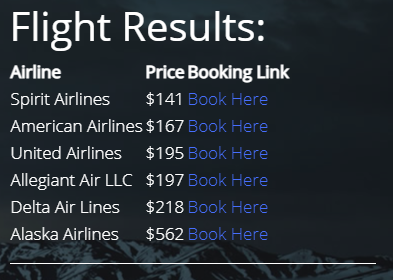 Flight Results:
Airline Price Booking Link
Spirit Airlines $141 Book Here
American Airlines $167 Book Here
United Airlines $195 Book Here
Allegiant Air LLC $197 Book Here
Delta Air Lines $218 Book Here
Alaska Airlines $562 Book Here